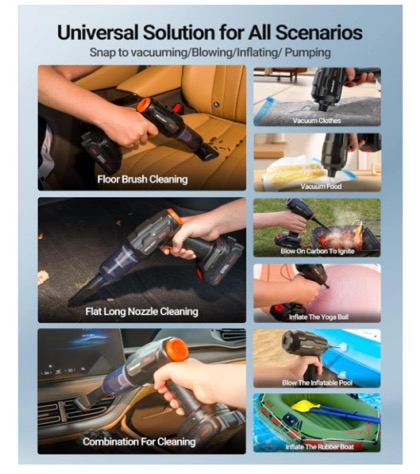 Universal Solution for All Scenarios
Snap to vacuuming/Blowing/Inflating/ Pumping
Floor Brush Cleaning
Vacuum Clothes
Vacuum Food
Blow On Carbon To Ignite
Flat Long Nozzle Cleaning
Inflate The Yoga Ball
Blow The Inflatable Pool
Combination For Cleaning
Inflate The Rubber Boat